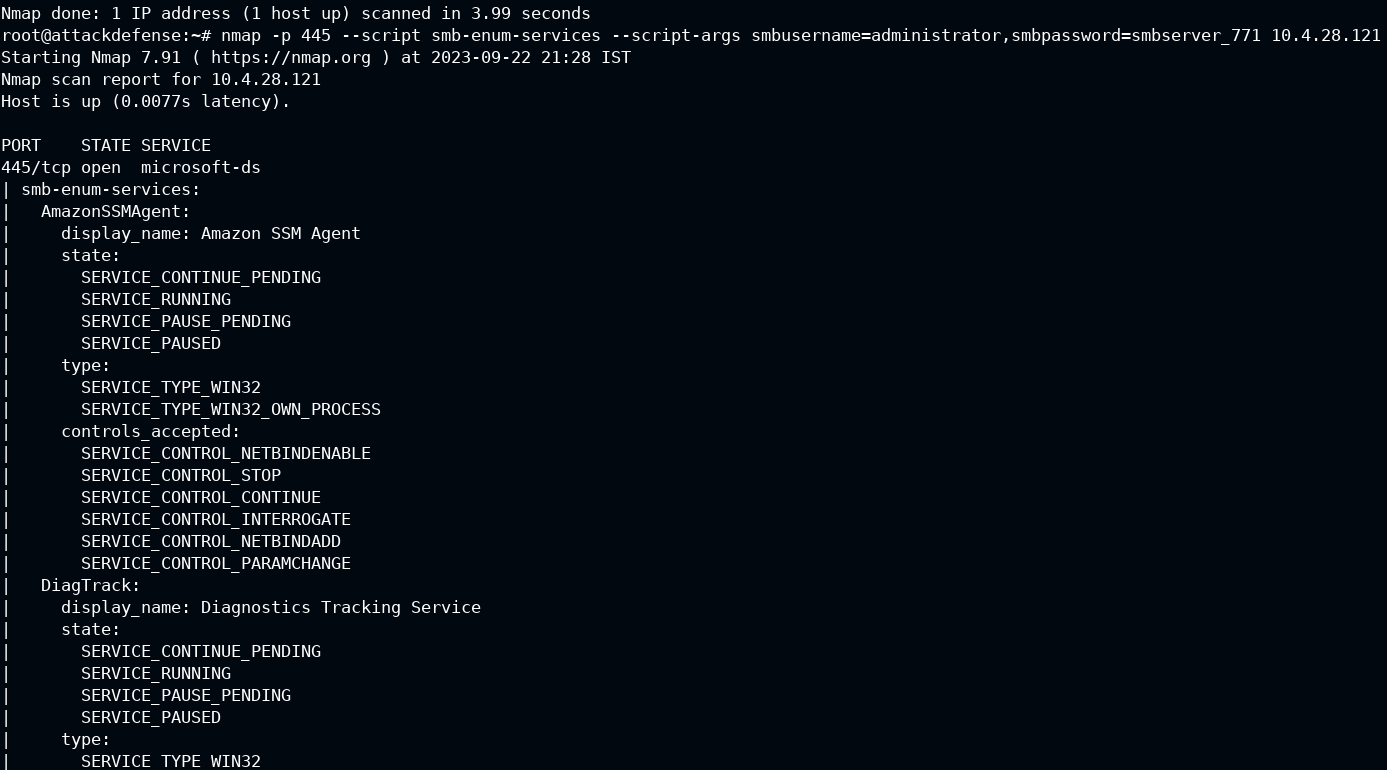 Nmap done: 1 IP address (1 host up) scanned in 3.99 seconds
root@attackdefense:~# nmap -p 445 --script smb-enum-services --script-args smbusername=administrator,smbpassword=smbserver_771 10.4.28.121
Starting Nmap 7.91 ( https://nmap.org ) at 2023-09-22 21:28 IST
Nmap scan report for 10.4.28.121
Host is up (0.0077s latency).

PORT    STATE SERVICE
445/tcp open  microsoft-ds
| smb-enum-services:
|   AmazonSSMAgent:
|     display_name: Amazon SSM Agent
|     state:
|       SERVICE_CONTINUE_PENDING
|       SERVICE_RUNNING
|       SERVICE_PAUSE_PENDING
|       SERVICE_PAUSED
|     type:
|       SERVICE_TYPE_WIN32
|       SERVICE_TYPE_WIN32_OWN_PROCESS
|     controls_accepted:
|       SERVICE_CONTROL_NETBINDENABLE
|       SERVICE_CONTROL_STOP
|       SERVICE_CONTROL_CONTINUE
|       SERVICE_CONTROL_INTERROGATE
|       SERVICE_CONTROL_NETBINDADD
|       SERVICE_CONTROL_PARAMCHANGE
|   DiagTrack:
|     display_name: Diagnostics Tracking Service
|     state:
|       SERVICE_CONTINUE_PENDING
|       SERVICE_RUNNING
|       SERVICE_PAUSE_PENDING
|       SERVICE_PAUSED
|     type:
|       SERVICE_TYPE_WIN32